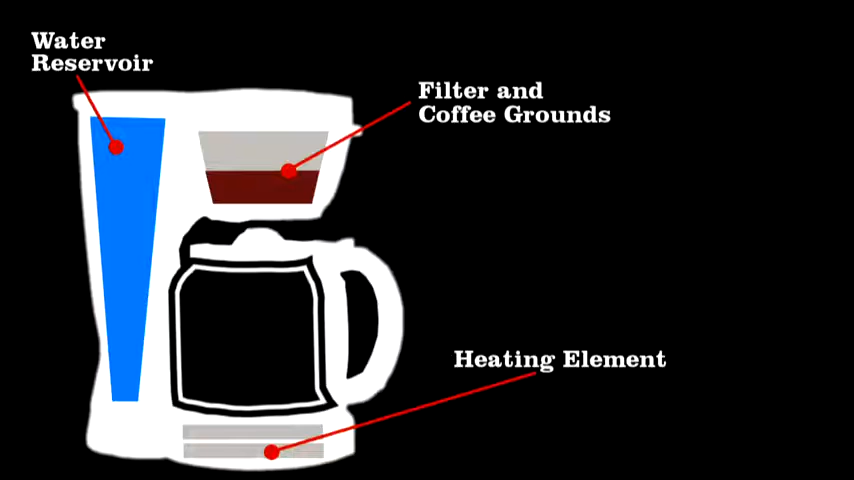 Water
Reservoir
Filter and
Coffee Grounds
Heating Element